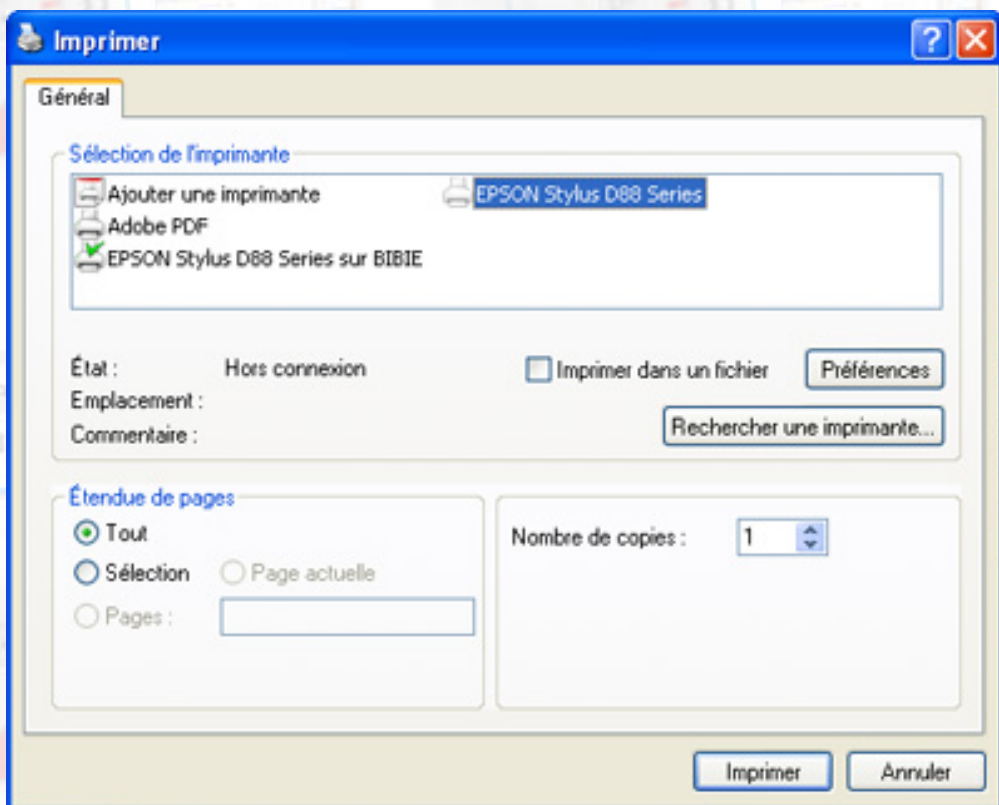 Imprimer
Général
Sélection de l'imprimante
Ajouter une imprimante
EPSON Stylus D88 Series
Adobe PDF
EPSON Stylus D88 Series sur BIBIE
État : Hors connexion
Imprimer dans un fichier
Préférences
Emplacement :
Commentaire :
Rechercher une imprimante...
Étendue de pages
Tout
Sélection
Page actuelle
Pages :
Nombre de copies : 1
Imprimer
Annuler